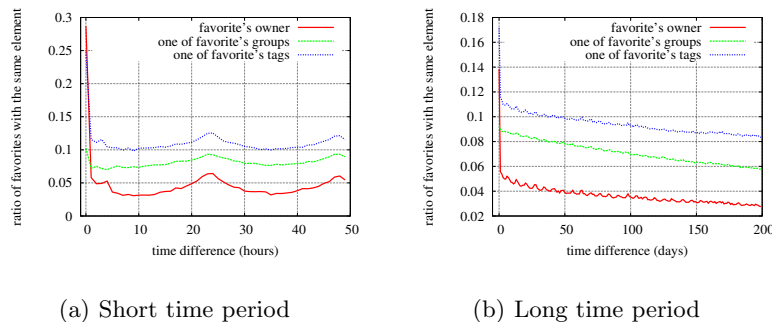 ratio of favorites with the same element
0.3
0.25
0.2
0.15
0.1
0.05
0
favorite's owner
one of favorite's groups
one of favorite's tags
0 10 20 30 40 50
time difference (hours)
(a) Short time period
ratio of favorites with the same element
0.18
0.16
0.14
0.12
0.1
0.08
0.06
0.04
0.02
favorite's owner
one of favorite's groups
one of favorite's tags
0 50 100 150 200
time difference (days)
(b) Long time period